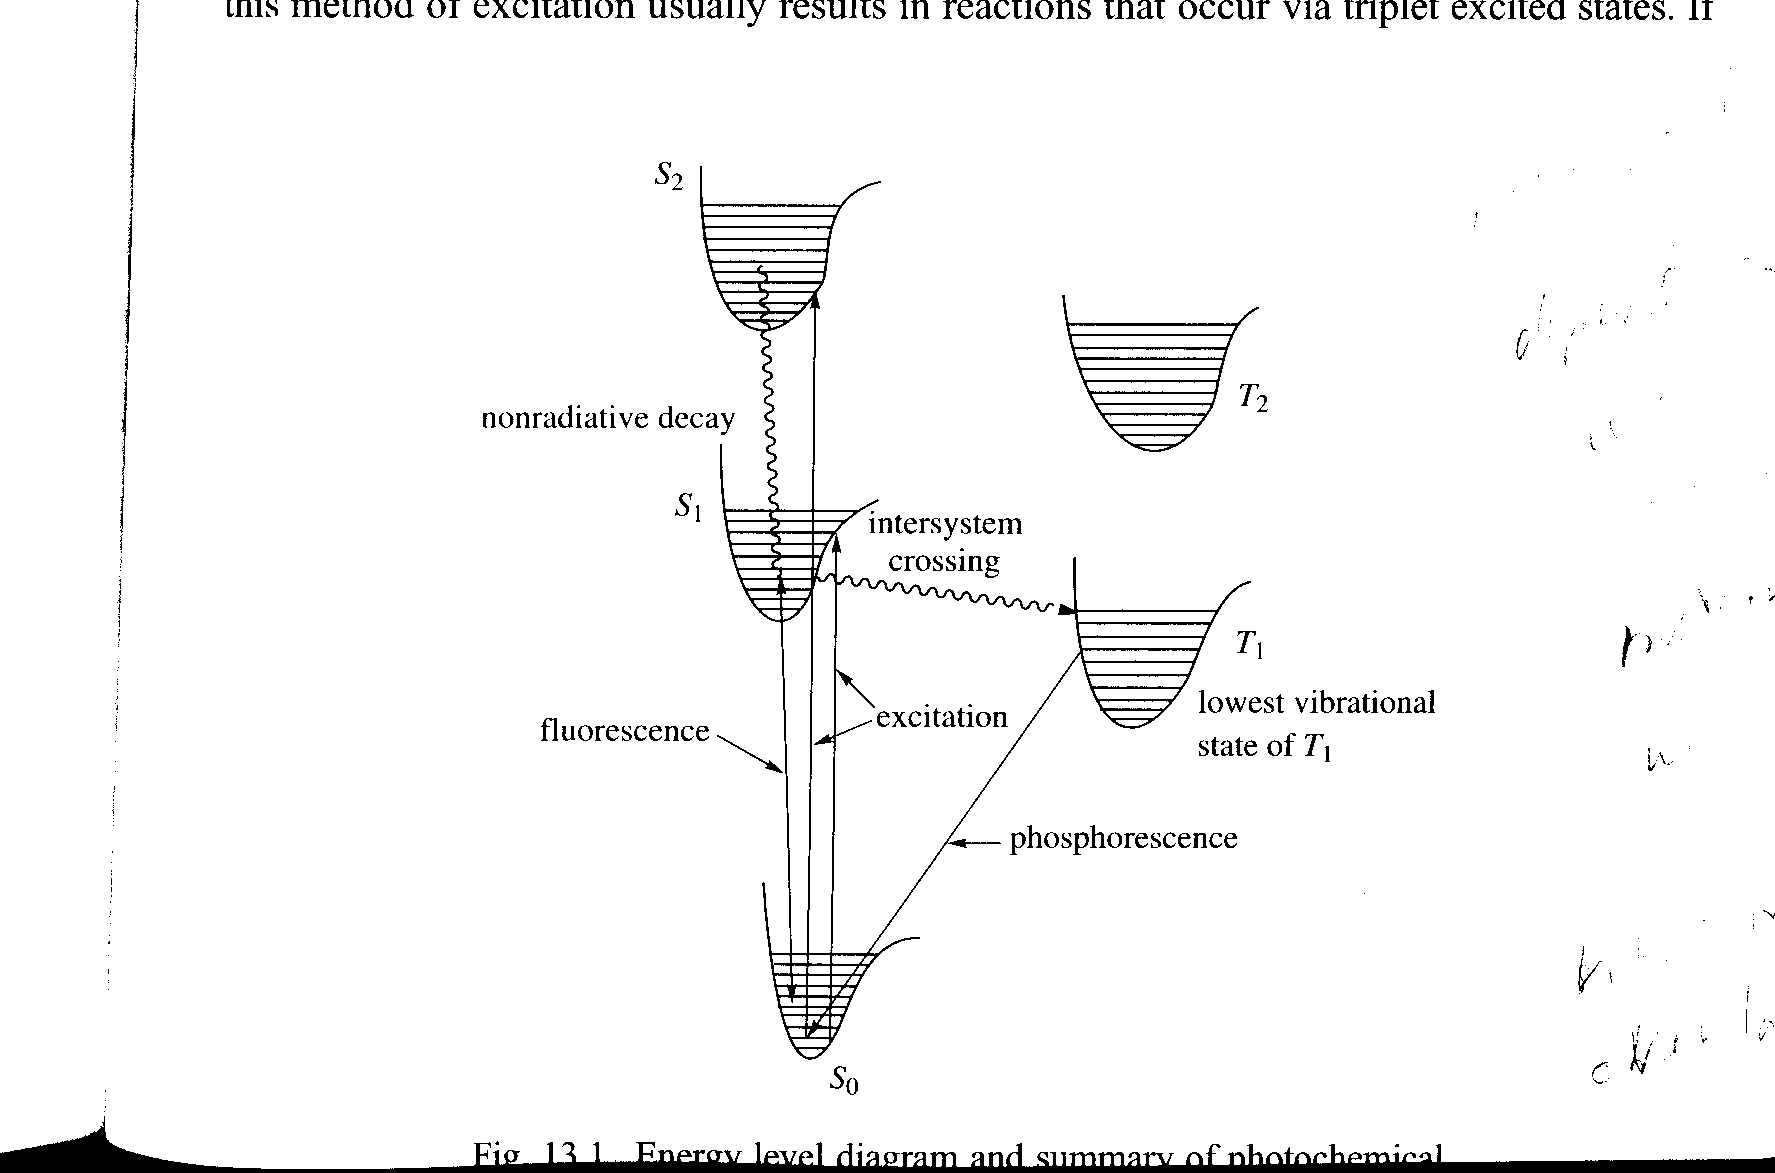 this method of excitation usually results in reactions that occur via triplet excited states. If
S2
nonradiative decay
T2
S1
intersystem
crossing
T1
lowest vibrational
state of T1
excitation
fluorescence
phosphorescence
S0
Fig. 13.1. Energy level diagram and summary of photochemical